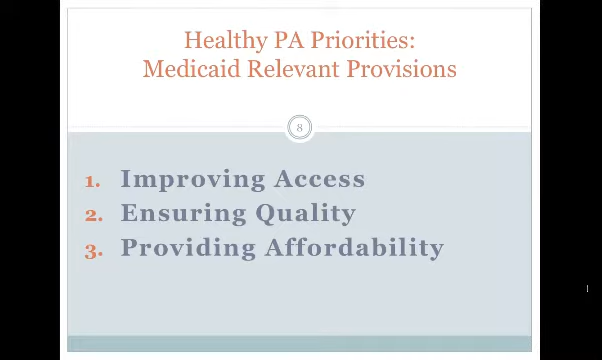 Healthy PA Priorities:
Medicaid Relevant Provisions
8
1. Improving Access
2. Ensuring Quality
3. Providing Affordability